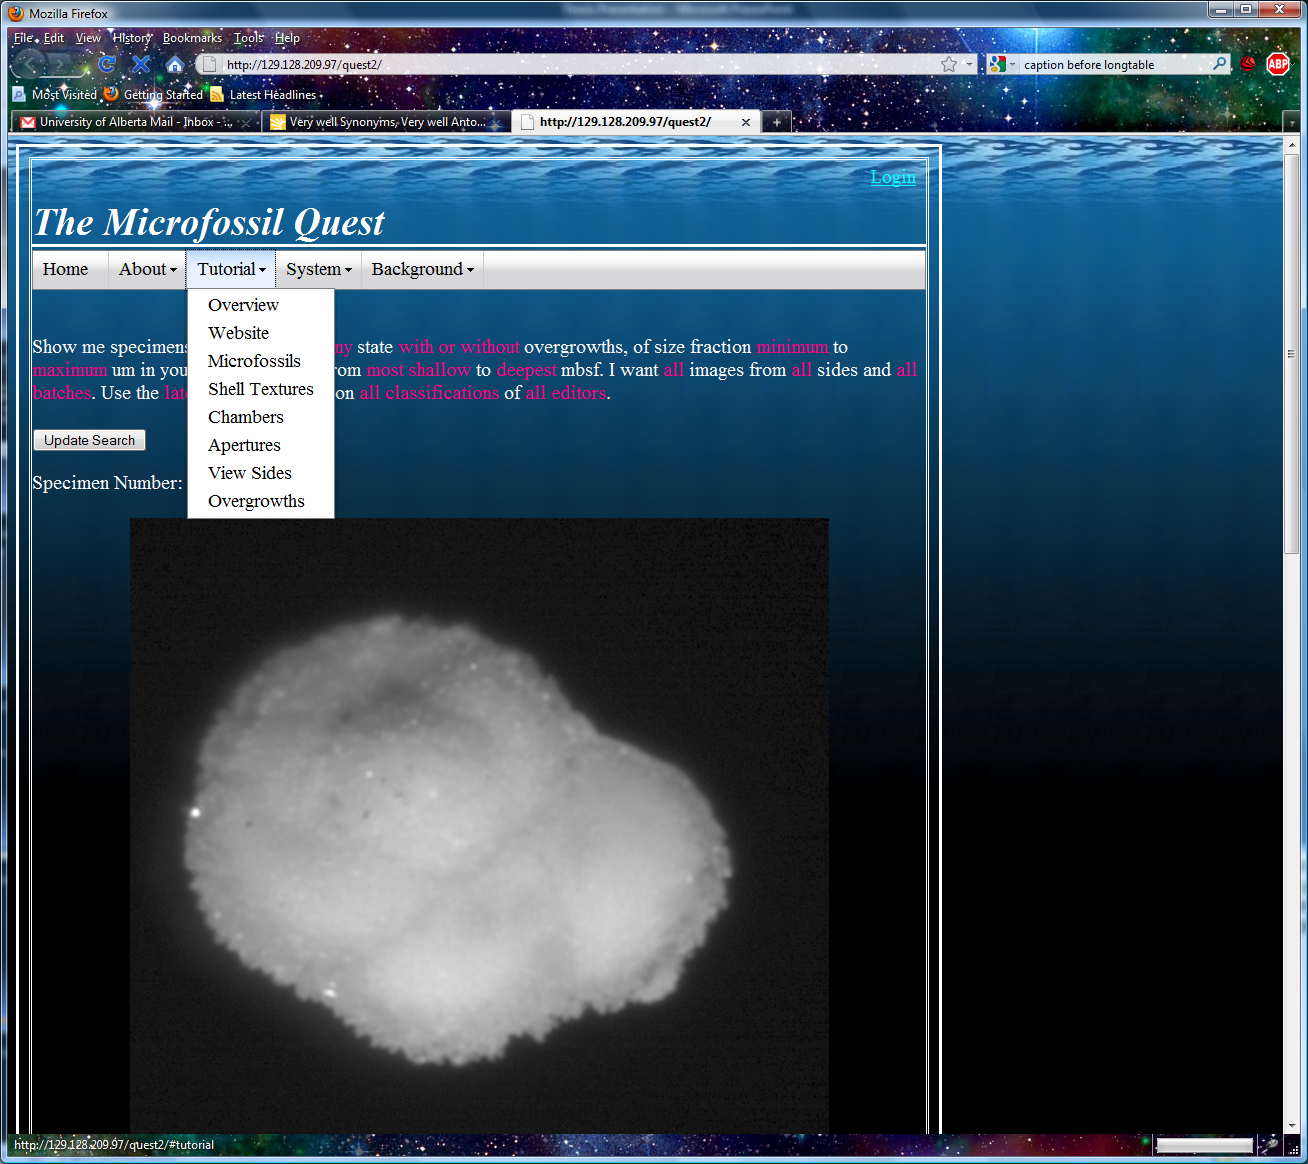 Mozilla Firefox
File Edit View History Bookmarks Tools Help
http://129.128.209.97/quest2/
caption before longtable
ABP
Most Visited Getting Started Latest Headlines
University of Alberta Mail - Inbox - ... Very well Synonyms, Very well Anto... http://129.128.209.97/quest2/
Login
The Microfossil Quest
Home About Tutorial System Background
Overview
Website
Microfossils
Shell Textures
Chambers
Apertures
View Sides
Overgrowths
Show me specimens ny state with or without overgrowths, of size fraction minimum to
maximum um in you rom most shallow to deepest mbsf. I want all images from all sides and all
batches. Use the on all classifications of all editors.
Update Search
Specimen Number:
http://129.128.209.97/quest2/#tutorial